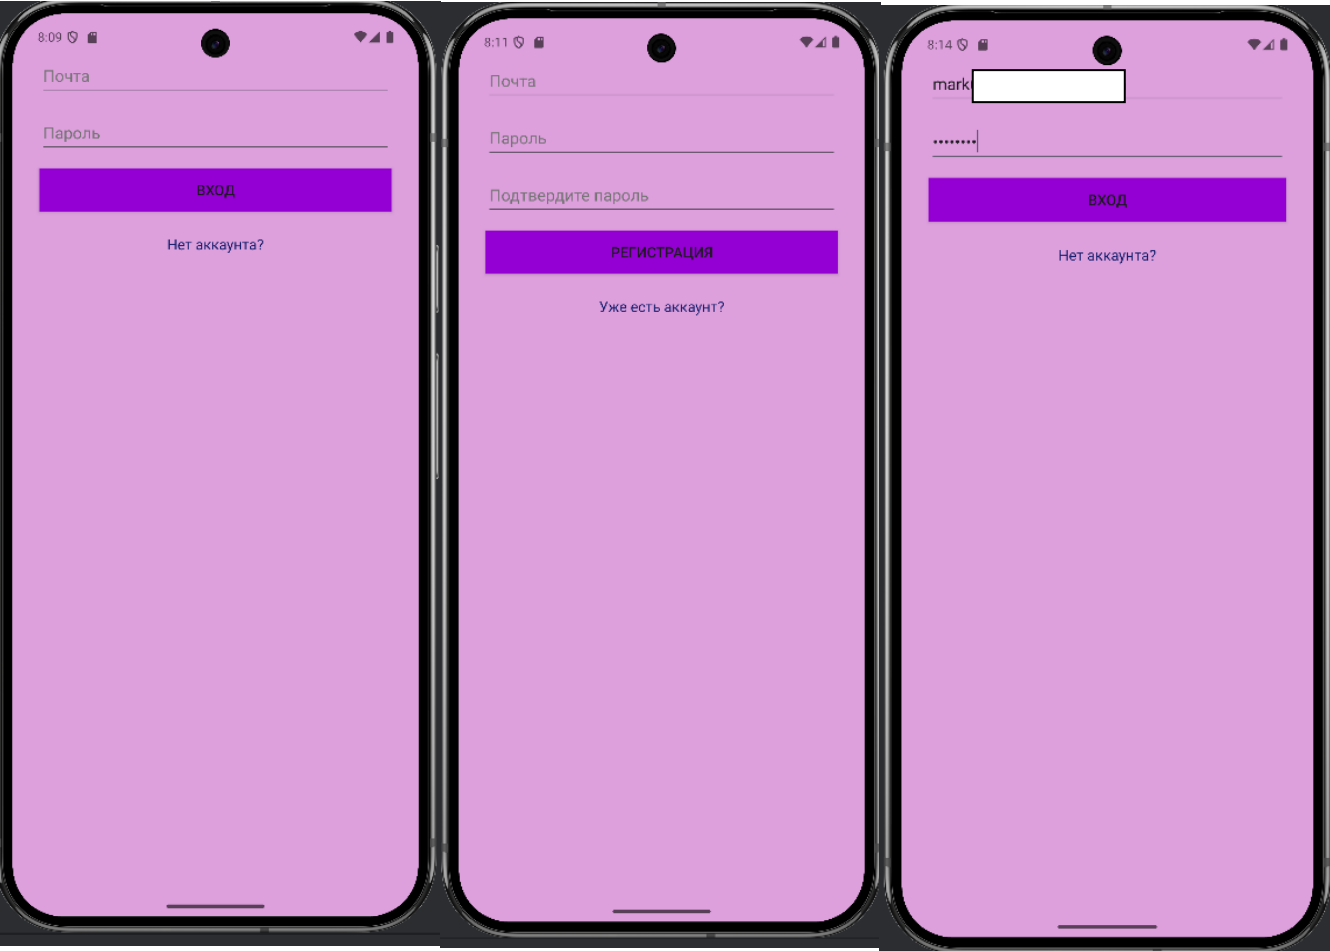 8:09
Почта
Пароль
ВХОД
Нет аккаунта?
8:11
Почта
Пароль
Подтвердите пароль
РЕГИСТРАЦИЯ
Уже есть аккаунт?
8:14
mark
••••••••
ВХОД
Нет аккаунта?